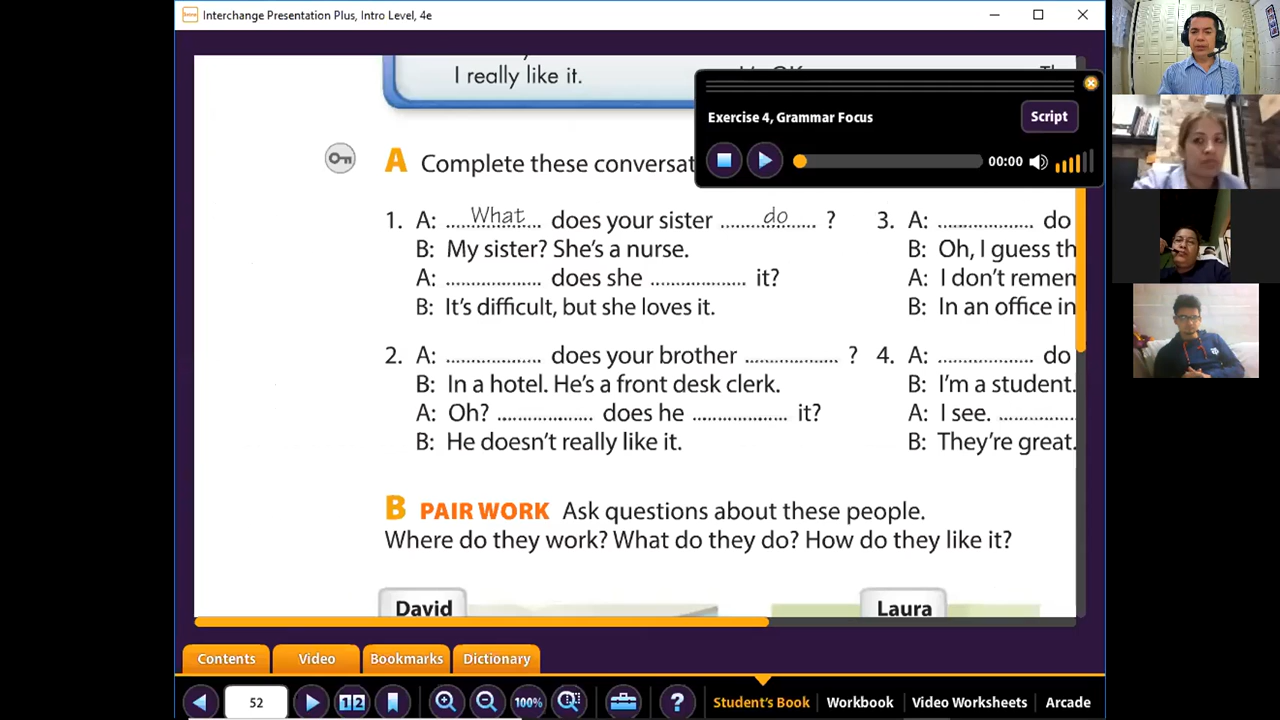 Interchange Presentation Plus, Intro Level, 4e
I really like it.
Exercise 4, Grammar Focus
Script
00:00
A Complete these conversat
1. A: What does your sister do ?
B: My sister? She's a nurse.
A: .................. does she .................. it?
B: It's difficult, but she loves it.
2. A: .................. does your brother .................. ?
B: In a hotel. He's a front desk clerk.
A: Oh? .................. does he .................. it?
B: He doesn't really like it.
3. A: .................. do
B: Oh, I guess th
A: I don't remem
B: In an office in
4. A: .................. do
B: I'm a student.
A: I see. ..............
B: They're great.
B PAIR WORK Ask questions about these people.
Where do they work? What do they do? How do they like it?
David
Laura
Contents Video Bookmarks Dictionary
52 12 100% ? Student's Book Workbook Video Worksheets Arcade